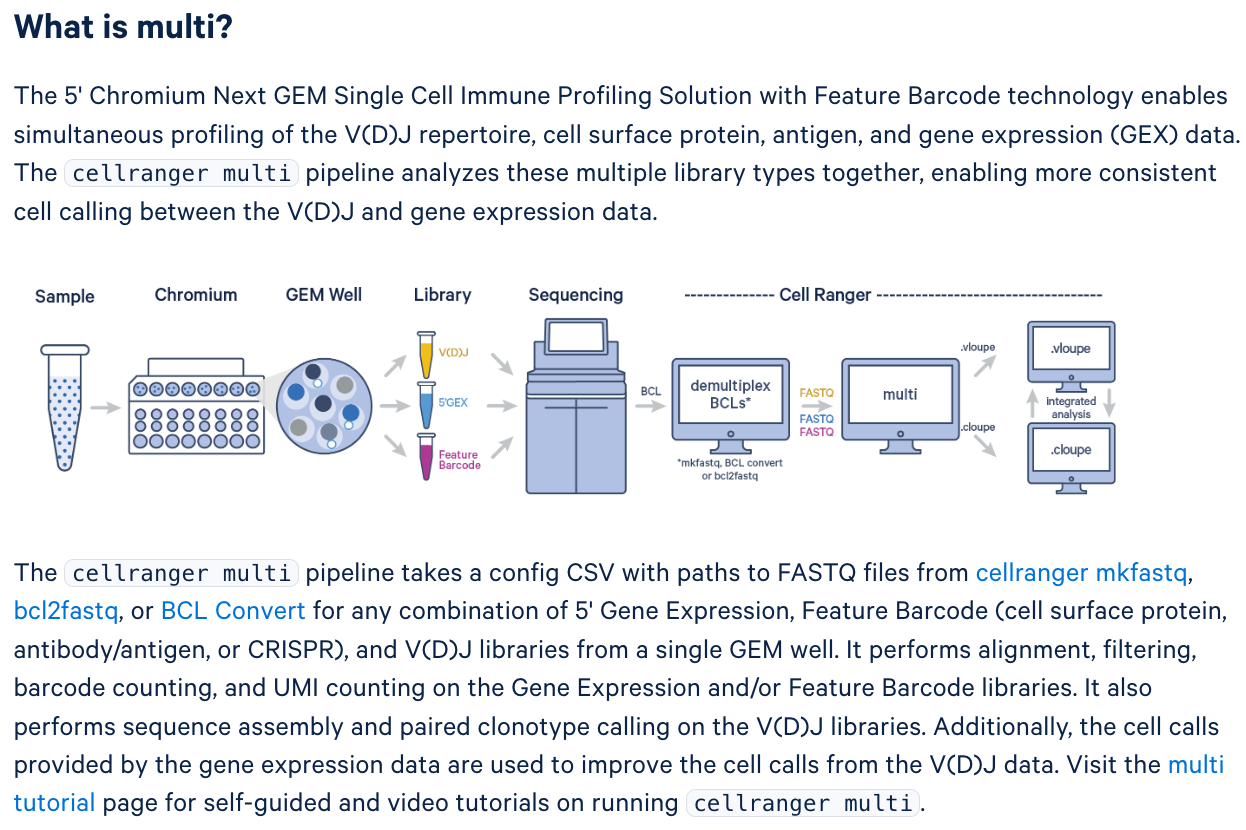 What is multi?
The 5' Chromium Next GEM Single Cell Immune Profiling Solution with Feature Barcode technology enables
simultaneous profiling of the V(D)J repertoire, cell surface protein, antigen, and gene expression (GEX) data.
The cellranger multi pipeline analyzes these multiple library types together, enabling more consistent
cell calling between the V(D)J and gene expression data.
Sample Chromium GEM Well Library Sequencing -------------- Cell Ranger -----------------------------------
V(D)J
5'GEX
Feature
Barcode
BCL
demultiplex
BCLs*
*mkfastq, BCL convert
or bcl2fastq
FASTQ
FASTQ
FASTQ
multi
.vloupe
.cloupe
.vloupe
integrated
analysis
.cloupe
The cellranger multi pipeline takes a config CSV with paths to FASTQ files from cellranger mkfastq,
bcl2fastq, or BCL Convert for any combination of 5' Gene Expression, Feature Barcode (cell surface protein,
antibody/antigen, or CRISPR), and V(D)J libraries from a single GEM well. It performs alignment, filtering,
barcode counting, and UMI counting on the Gene Expression and/or Feature Barcode libraries. It also
performs sequence assembly and paired clonotype calling on the V(D)J libraries. Additionally, the cell calls
provided by the gene expression data are used to improve the cell calls from the V(D)J data. Visit the multi
tutorial page for self-guided and video tutorials on running cellranger multi.